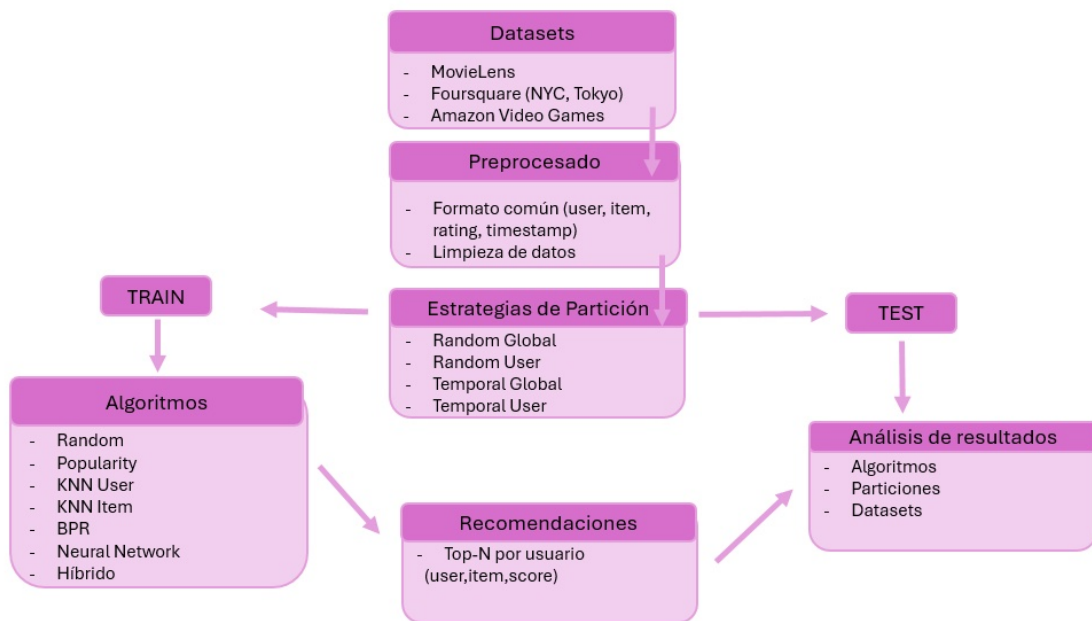 Datasets
- MovieLens
- Foursquare (NYC, Tokyo)
- Amazon Video Games
Preprocesado
- Formato común (user, item,
rating, timestamp)
- Limpieza de datos
TRAIN
Estrategias de Partición
- Random Global
- Random User
- Temporal Global
- Temporal User
TEST
Algoritmos
- Random
- Popularity
- KNN User
- KNN Item
- BPR
- Neural Network
- Híbrido
Recomendaciones
- Top-N por usuario
(user,item,score)
Análisis de resultados
- Algoritmos
- Particiones
- Datasets